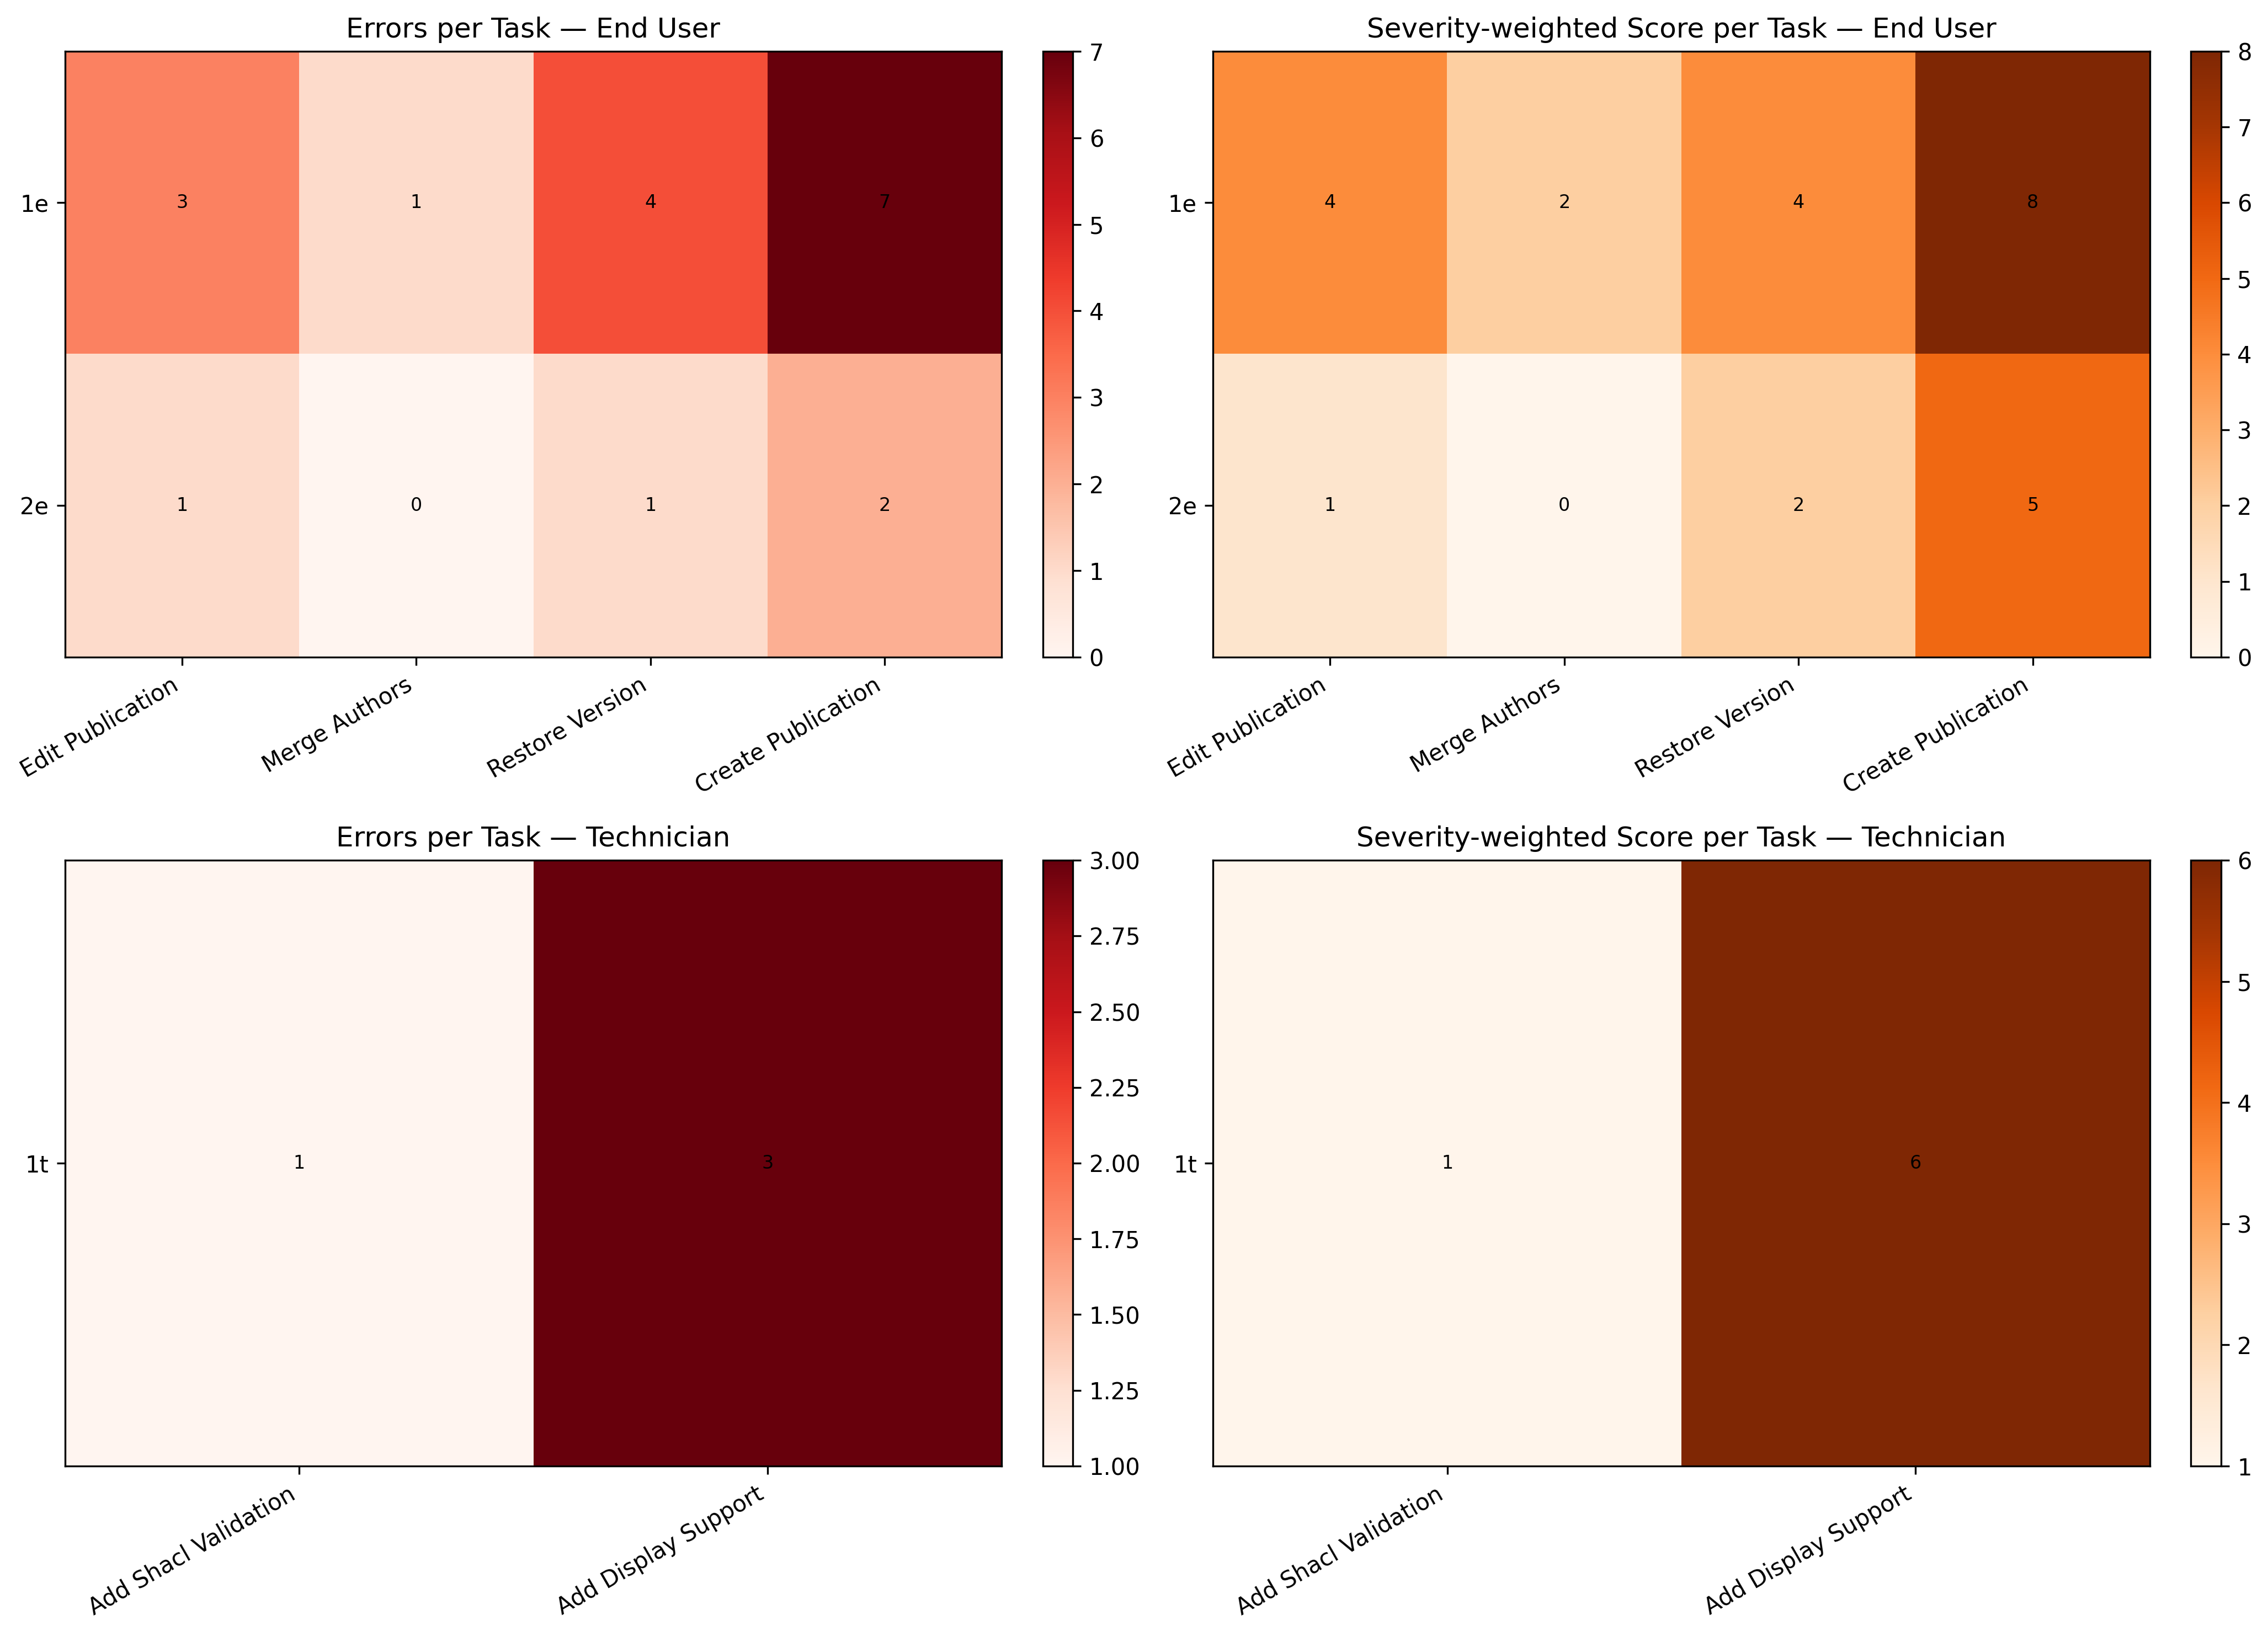 Errors per Task — End User
1e
2e
3
1
4
7
1
0
1
2
Edit Publication
Merge Authors
Restore Version
Create Publication
7
6
5
4
3
2
1
0
Severity-weighted Score per Task — End User
1e
2e
4
2
4
8
1
0
2
5
Edit Publication
Merge Authors
Restore Version
Create Publication
8
7
6
5
4
3
2
1
0
Errors per Task — Technician
1t
1
3
Add Shacl Validation
Add Display Support
3.00
2.75
2.50
2.25
2.00
1.75
1.50
1.25
1.00
Severity-weighted Score per Task — Technician
1t
1
6
Add Shacl Validation
Add Display Support
6
5
4
3
2
1